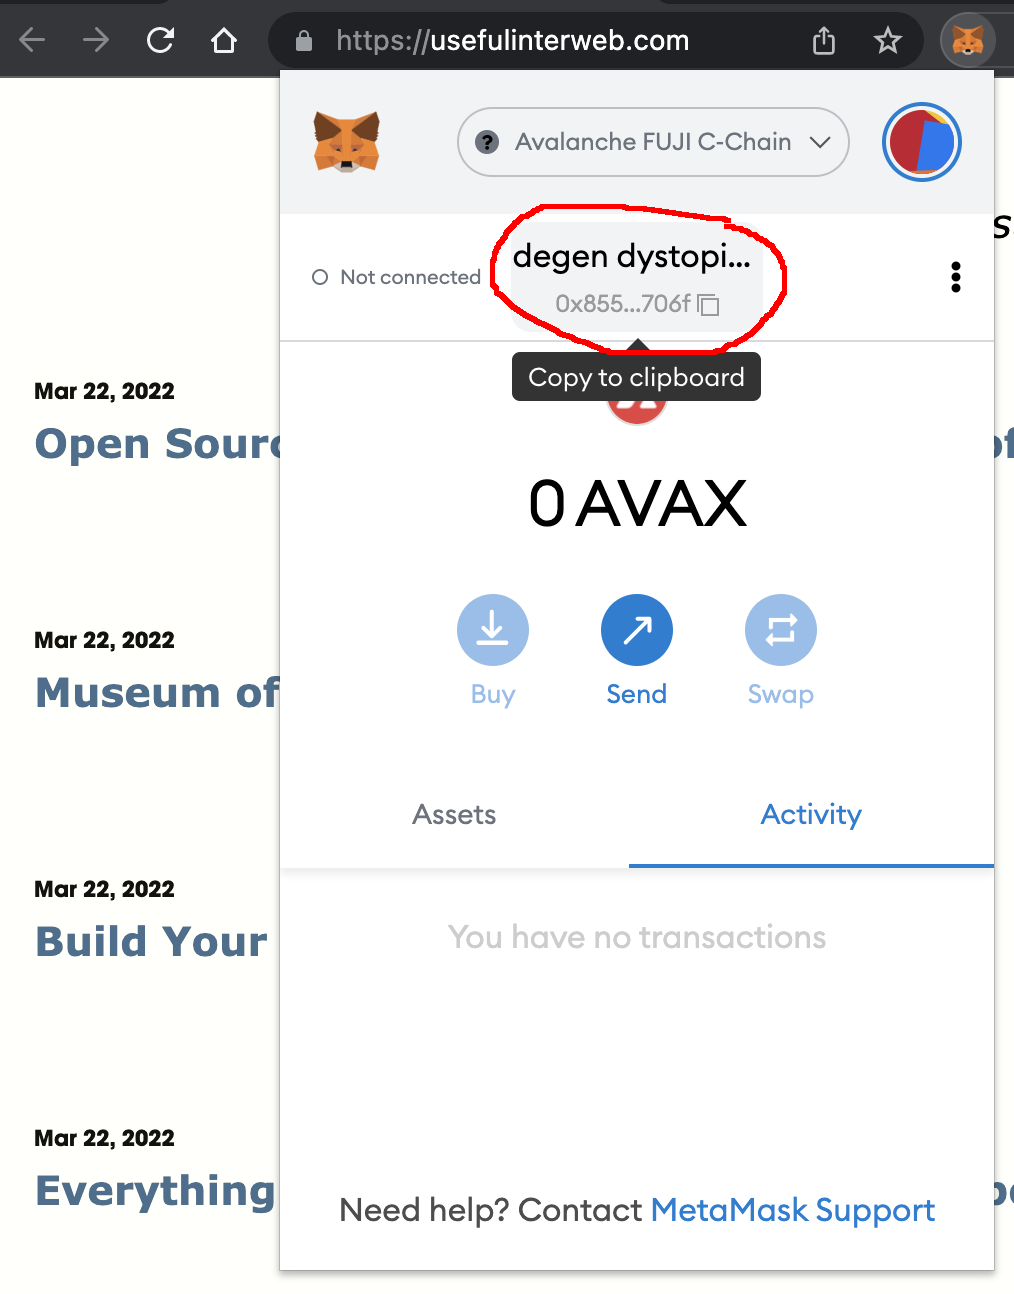 https://usefulinterweb.com
? Avalanche FUJI C-Chain
Not connected
degen dystopi...
0x855...706f
Copy to clipboard
0 AVAX
Buy Send Swap
Assets Activity
You have no transactions
Need help? Contact MetaMask Support
Mar 22, 2022
Open Sourc
Mar 22, 2022
Museum of
Mar 22, 2022
Build Your
Mar 22, 2022
Everything